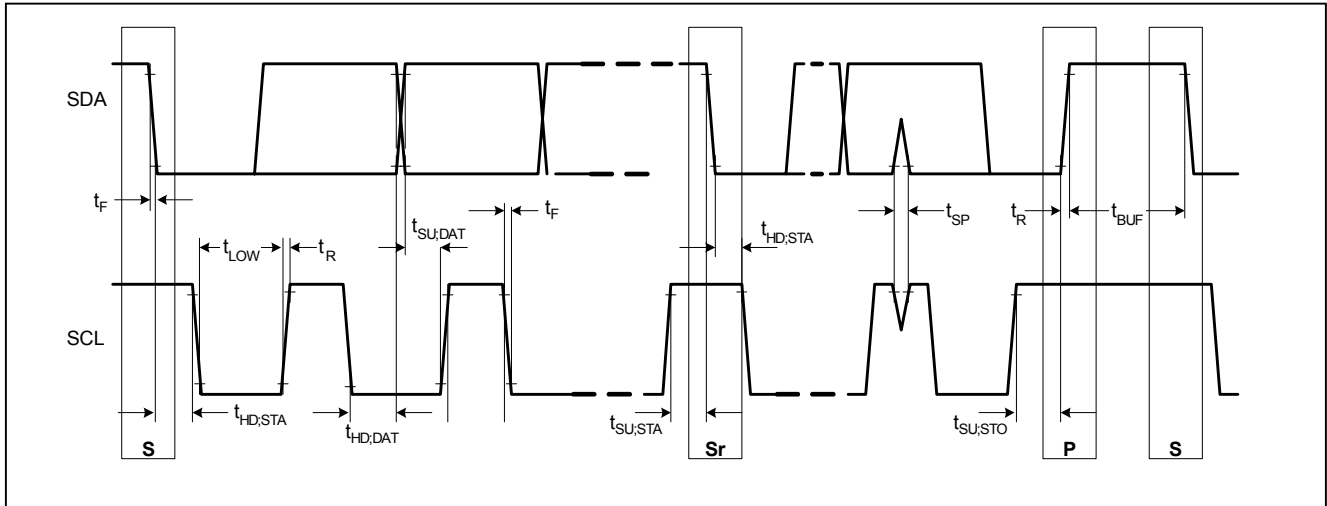 SDA
t_F
t_SU;DAT
t_F
t_SP
t_R
t_BUF
t_LOW
t_R
t_HD;STA
SCL
t_HD;STA
t_HD;DAT
t_SU;STA
t_SU;STO
S
Sr
P
S